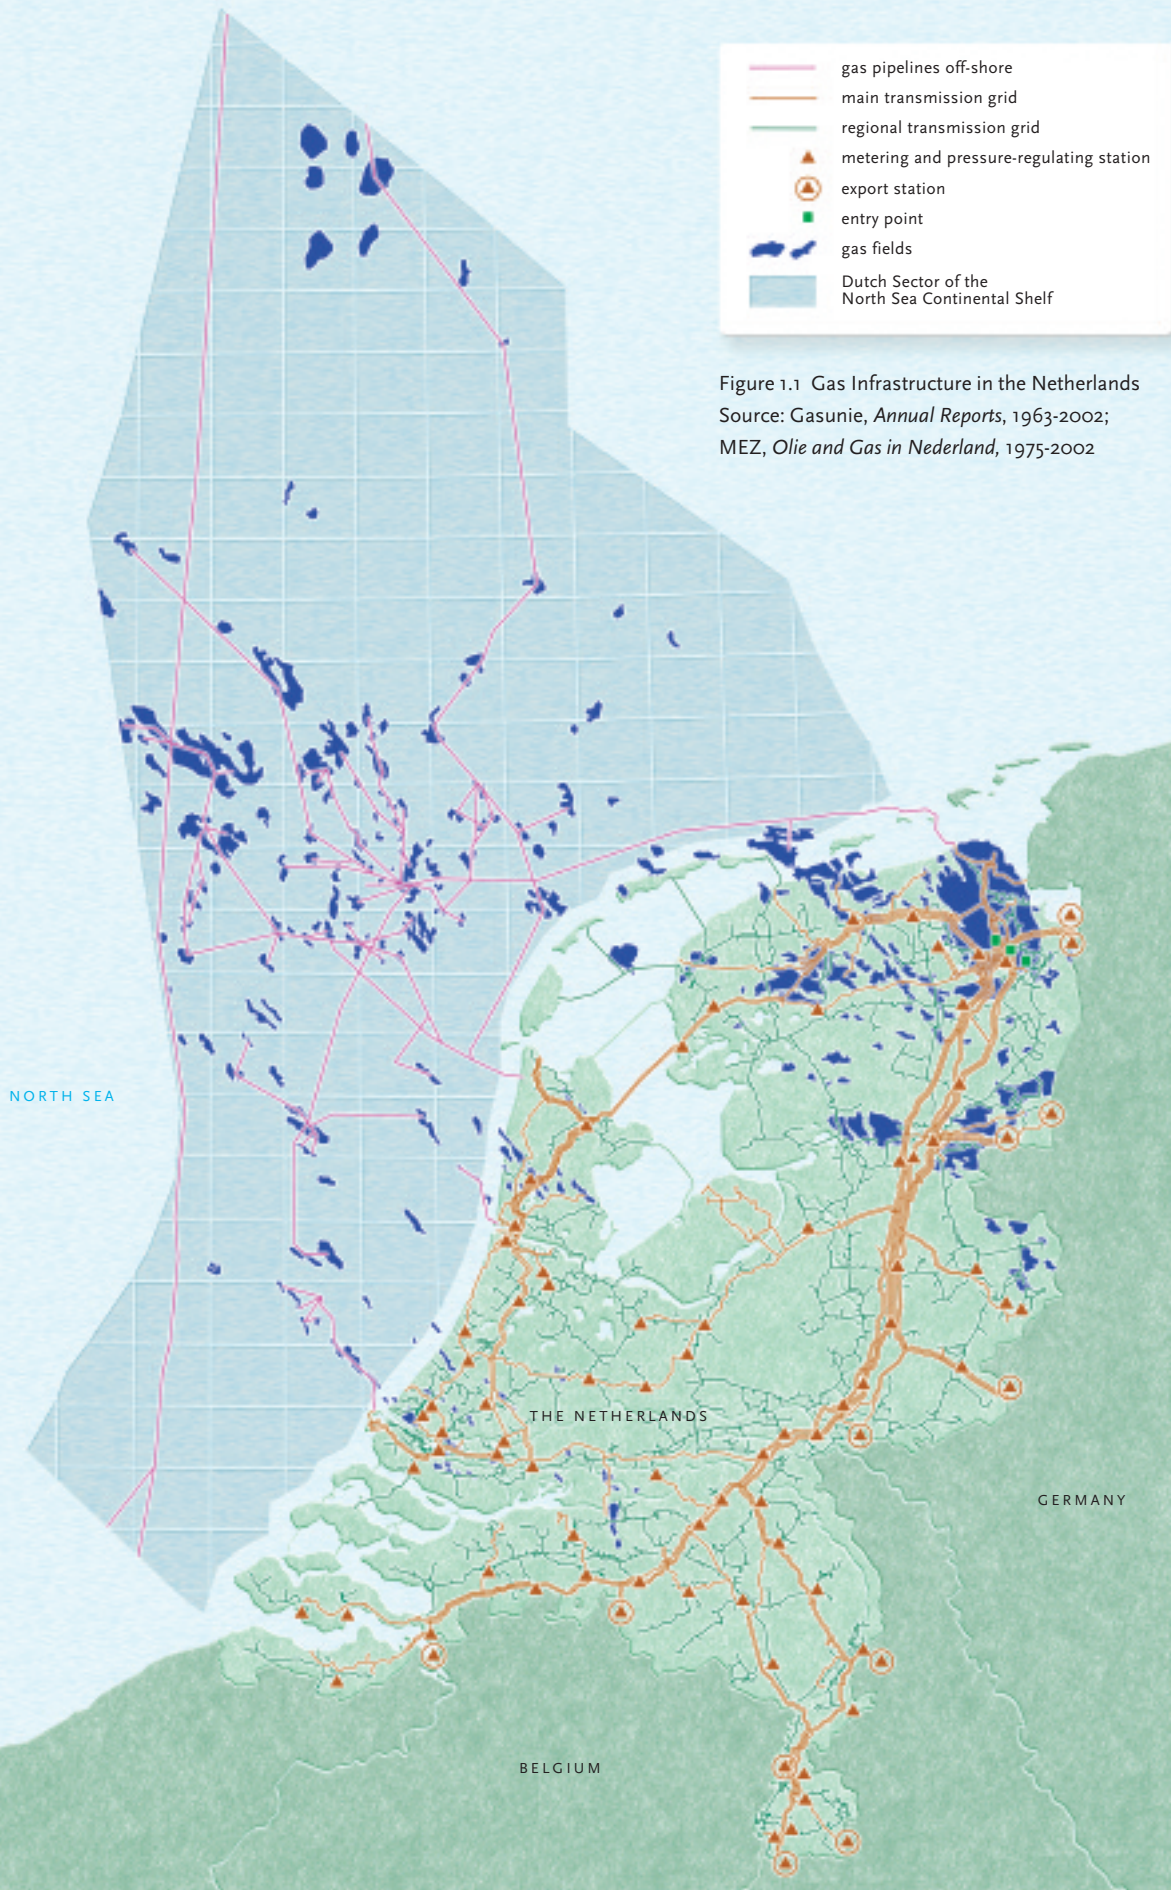 gas pipelines off-shore
main transmission grid
regional transmission grid
metering and pressure-regulating station
export station
entry point
gas fields
Dutch Sector of the
North Sea Continental Shelf
Figure 1.1 Gas Infrastructure in the Netherlands
Source: Gasunie, Annual Reports, 1963-2002;
MEZ, Olie and Gas in Nederland, 1975-2002
NORTH SEA
THE NETHERLANDS
GERMANY
BELGIUM